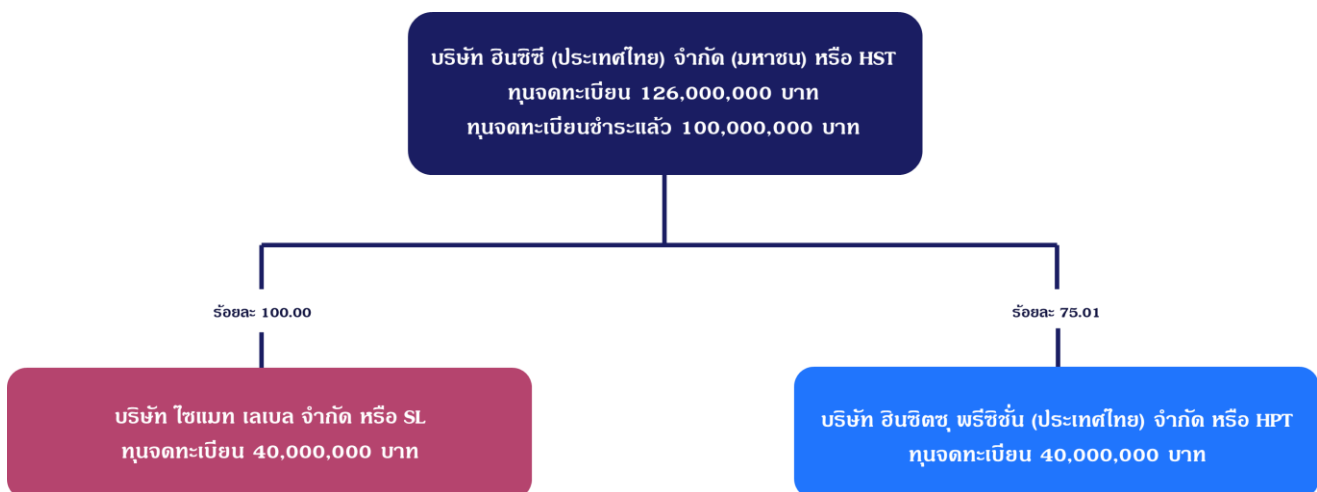 บริษัท ฮินซิซึ (ประเทศไทย) จำกัด (มหาชน) หรือ HST
ทุนจดทะเบียน 126,000,000 บาท
ทุนจดทะเบียนชำระแล้ว 100,000,000 บาท
ร้อยละ 100.00
ร้อยละ 75.01
บริษัท ไซแมท เลเบล จำกัด หรือ SL
ทุนจดทะเบียน 40,000,000 บาท
บริษัท ฮินซิตซุ พรีซิชั่น (ประเทศไทย) จำกัด หรือ HPT
ทุนจดทะเบียน 40,000,000 บาท